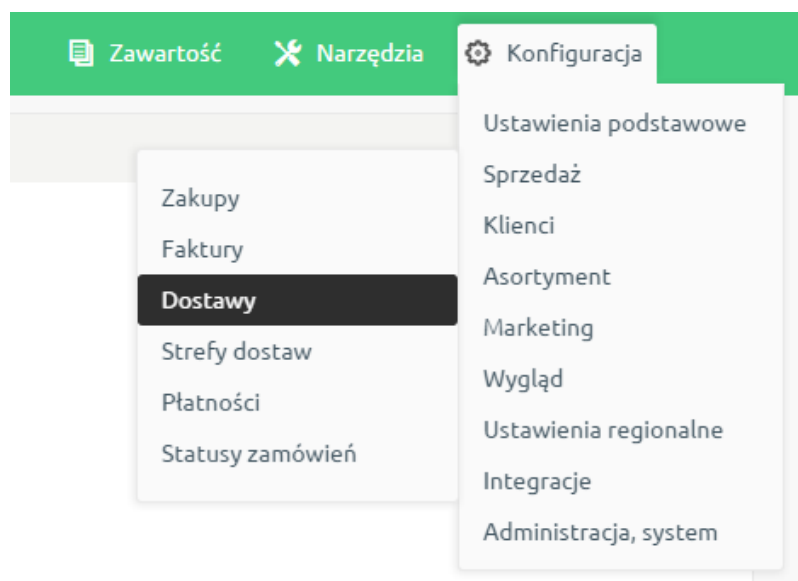 Zawartość
Narzędzia
Konfiguracja
Zakupy
Faktury
Dostawy
Strefy dostaw
Płatności
Statusy zamówień
Ustawienia podstawowe
Sprzedaż
Klienci
Asortyment
Marketing
Wygląd
Ustawienia regionalne
Integracje
Administracja, system